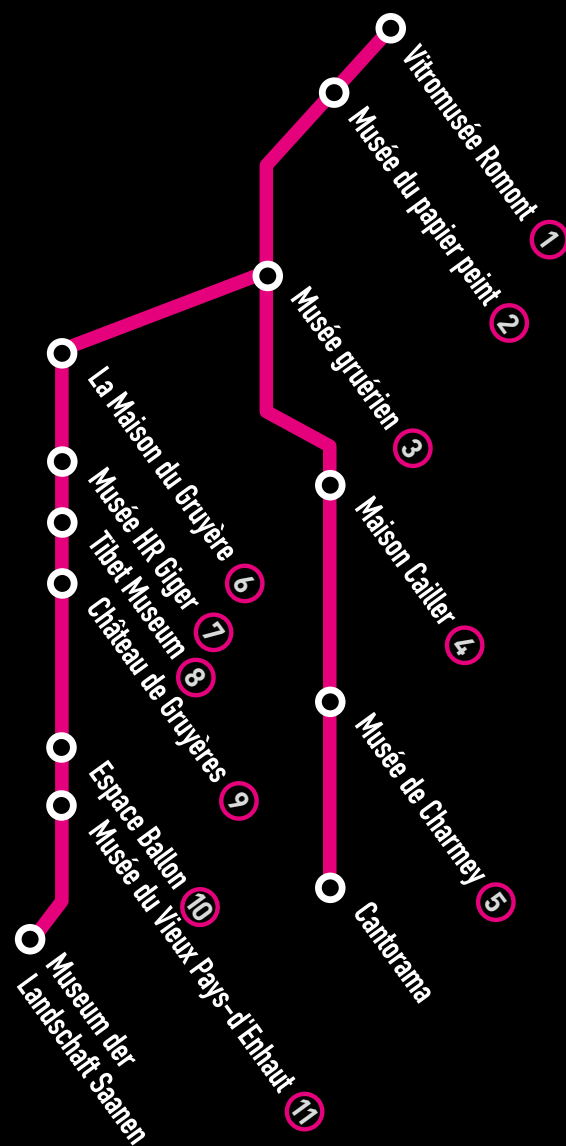 Vitromusée Romont 1
Musée du papier peint 2
Musée gruérien 3
Maison Cailler 4
Musée de Charmey 5
Cantorama
La Maison du Gruyère 6
Musée HR Giger 7
Tibet Museum 8
Château de Gruyères 9
Espace Ballon 10
Musée du Vieux Pays-d'Enhaut 11
Museum der
Landschaft Saanen